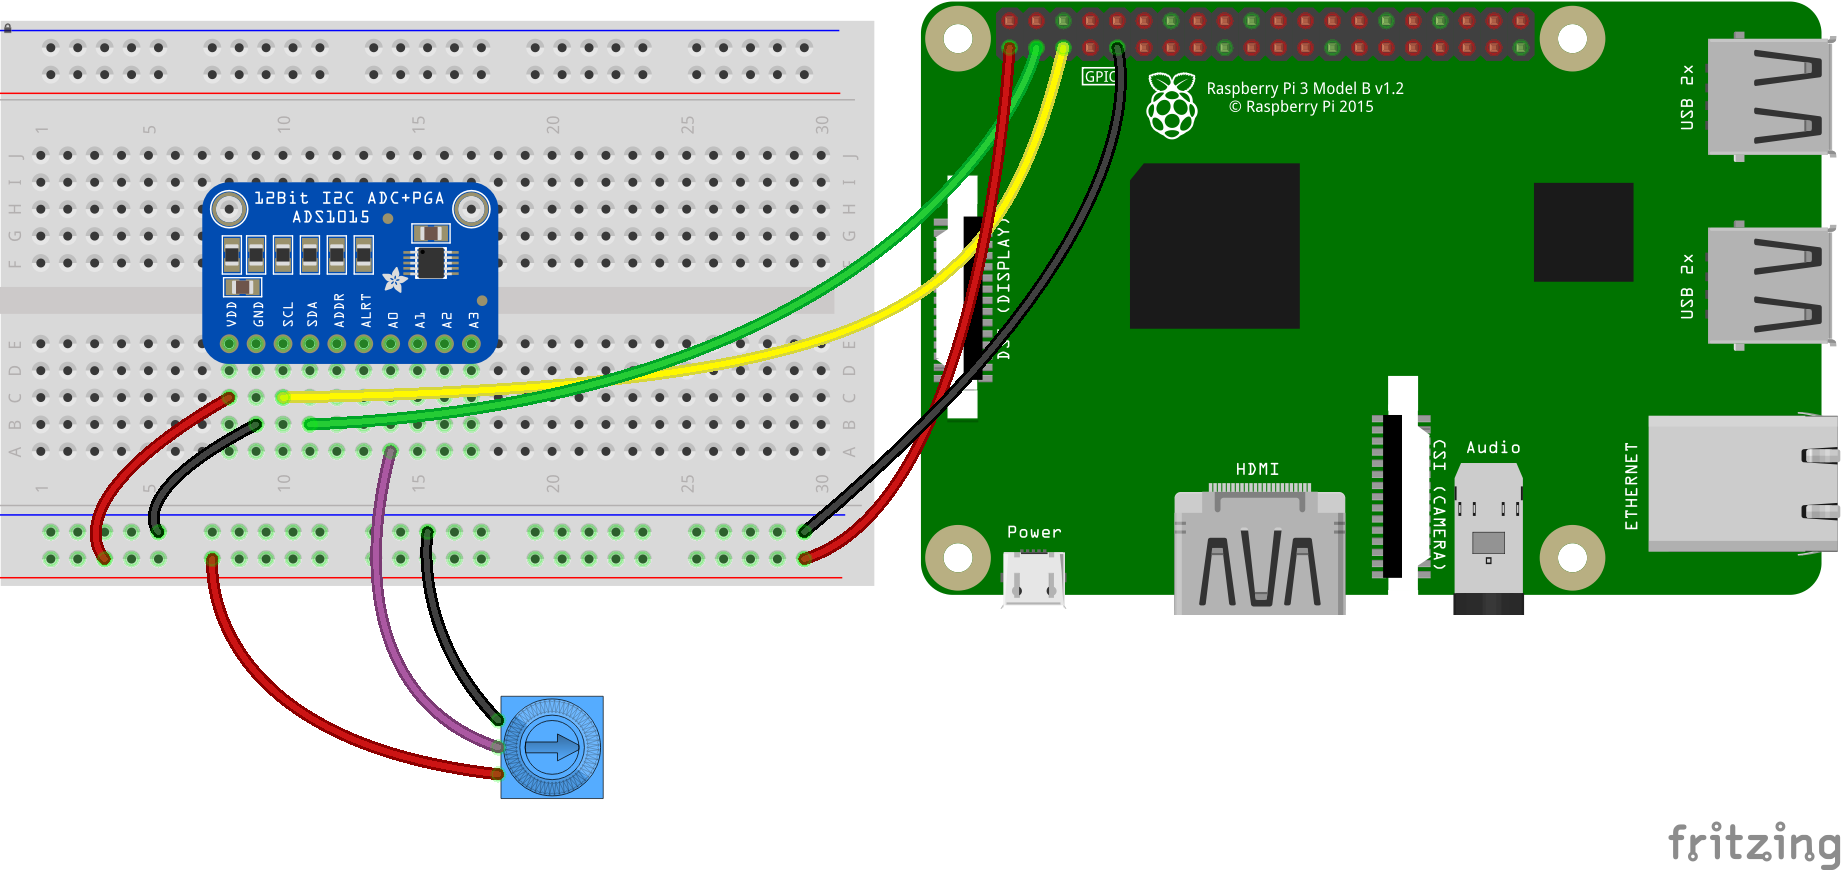 1 5 10 15 20 25 30
J J
I I
H H
G G
F
E E
D D
C C
B B
A A
1 5 10 15 20 25 30
12Bit I2C ADC+PGA
ADS1015
VDD GND SCL SDA ADDR ALRT A0 A1 A2 A3
GPIO
Raspberry Pi 3 Model B v1.2
© Raspberry Pi 2015
USB 2x
USB 2x
(DISPLAY)
Power
HDMI
CSI (CAMERA)
Audio
ETHERNET
fritzing